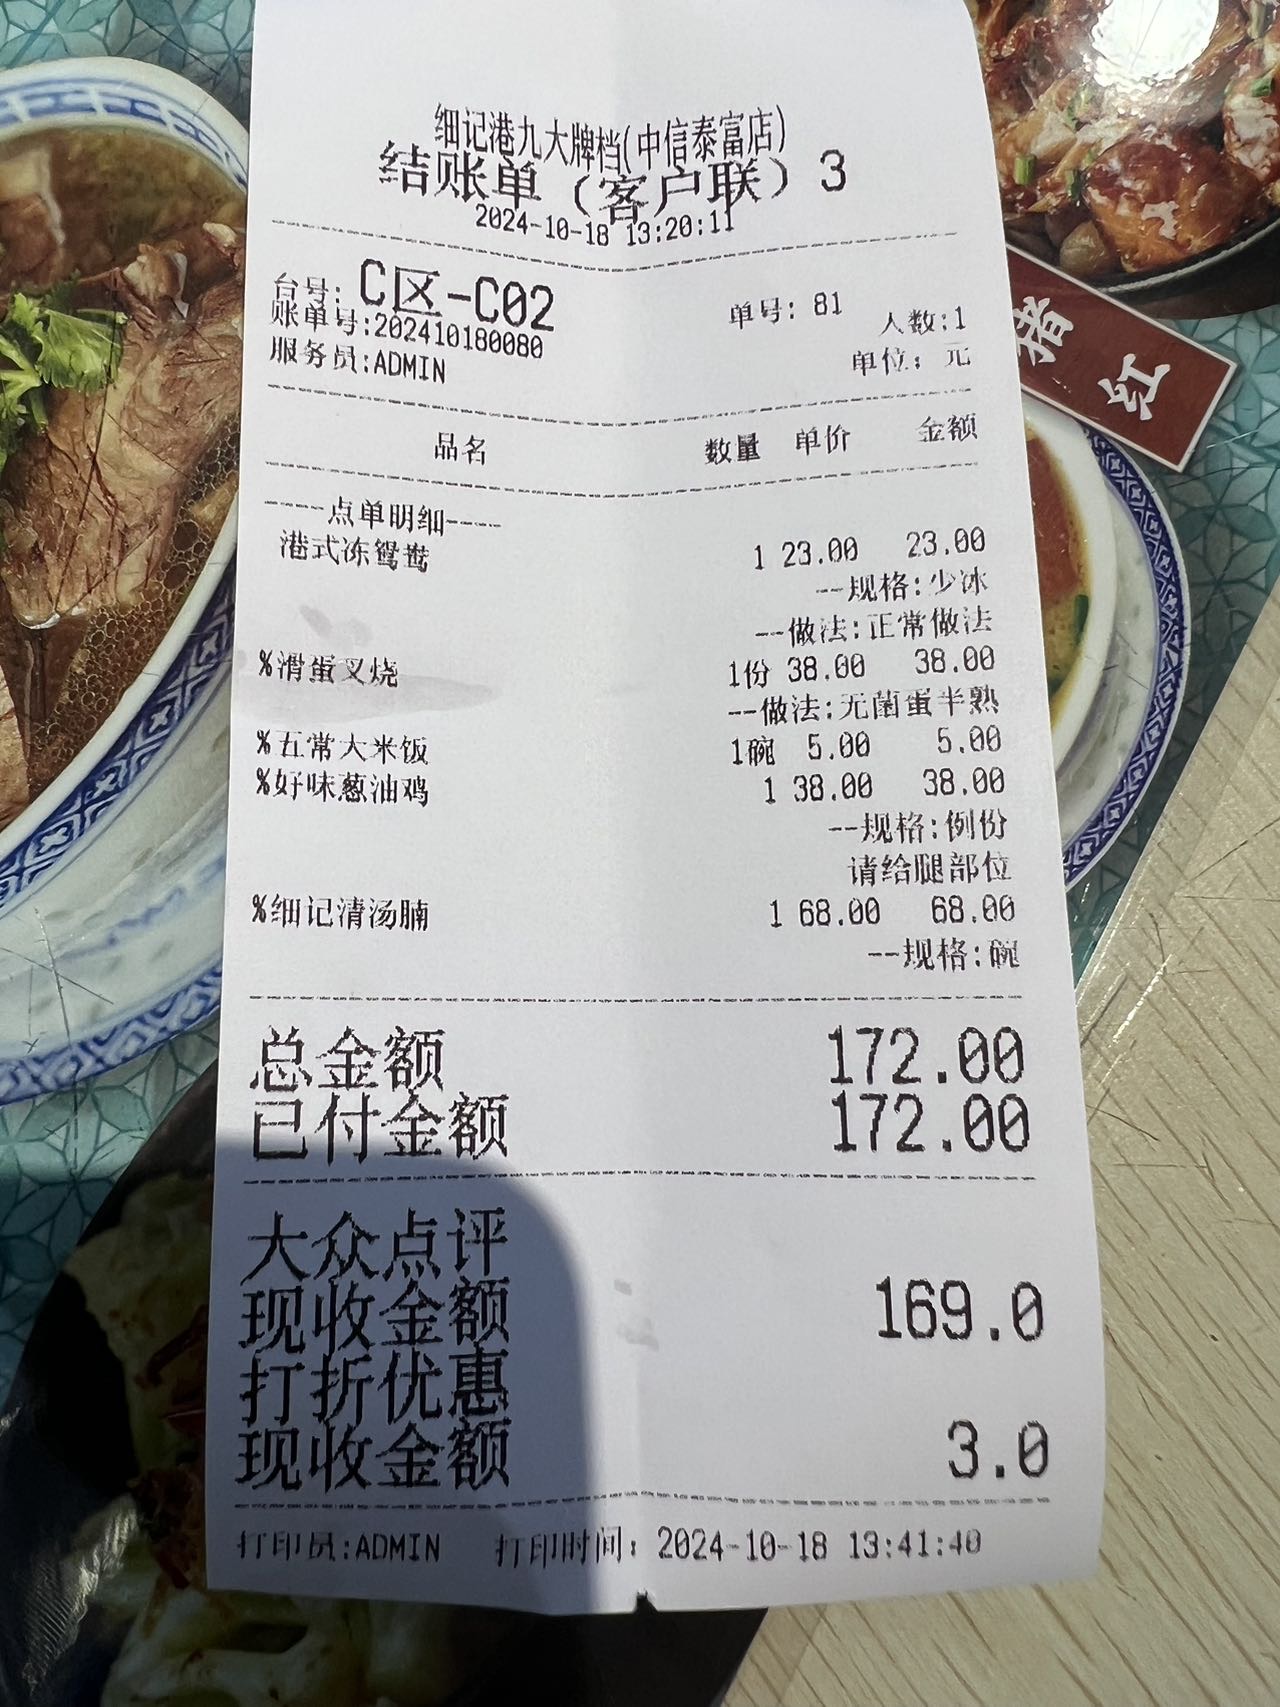 细记港九大牌档(中信泰富店)
结账单（客户联）3
2024-10-18 13:20:11
台号: C区-C02 单号: 81
账单号:202410180080 人数:1
服务员:ADMIN 单位: 元
品名 数量 单价 金额
----点单明细----
港式冻鸳鸯 1 23.00 23.00
--规格:少冰
--做法:正常做法
%滑蛋叉烧 1份 38.00 38.00
--做法:无菌蛋半熟
%五常大米饭 1碗 5.00 5.00
%好味葱油鸡 1 38.00 38.00
--规格:例份
请给腿部位
%细记清汤腩 1 68.00 68.00
--规格:碗
总金额 172.00
已付金额 172.00
大众点评
现收金额 169.0
打折优惠
现收金额 3.0
打印员:ADMIN 打印时间: 2024-10-18 13:41:40
猪
红